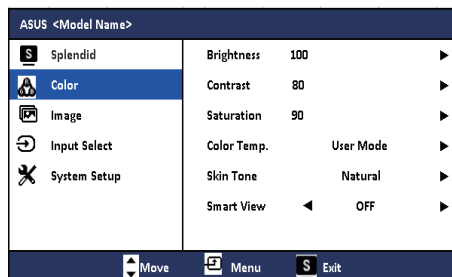 ASUS <Model Name>
S Splendid
Color
Image
Input Select
System Setup
Brightness 100
Contrast 80
Saturation 90
Color Temp. User Mode
Skin Tone Natural
Smart View OFF
Move Menu S Exit